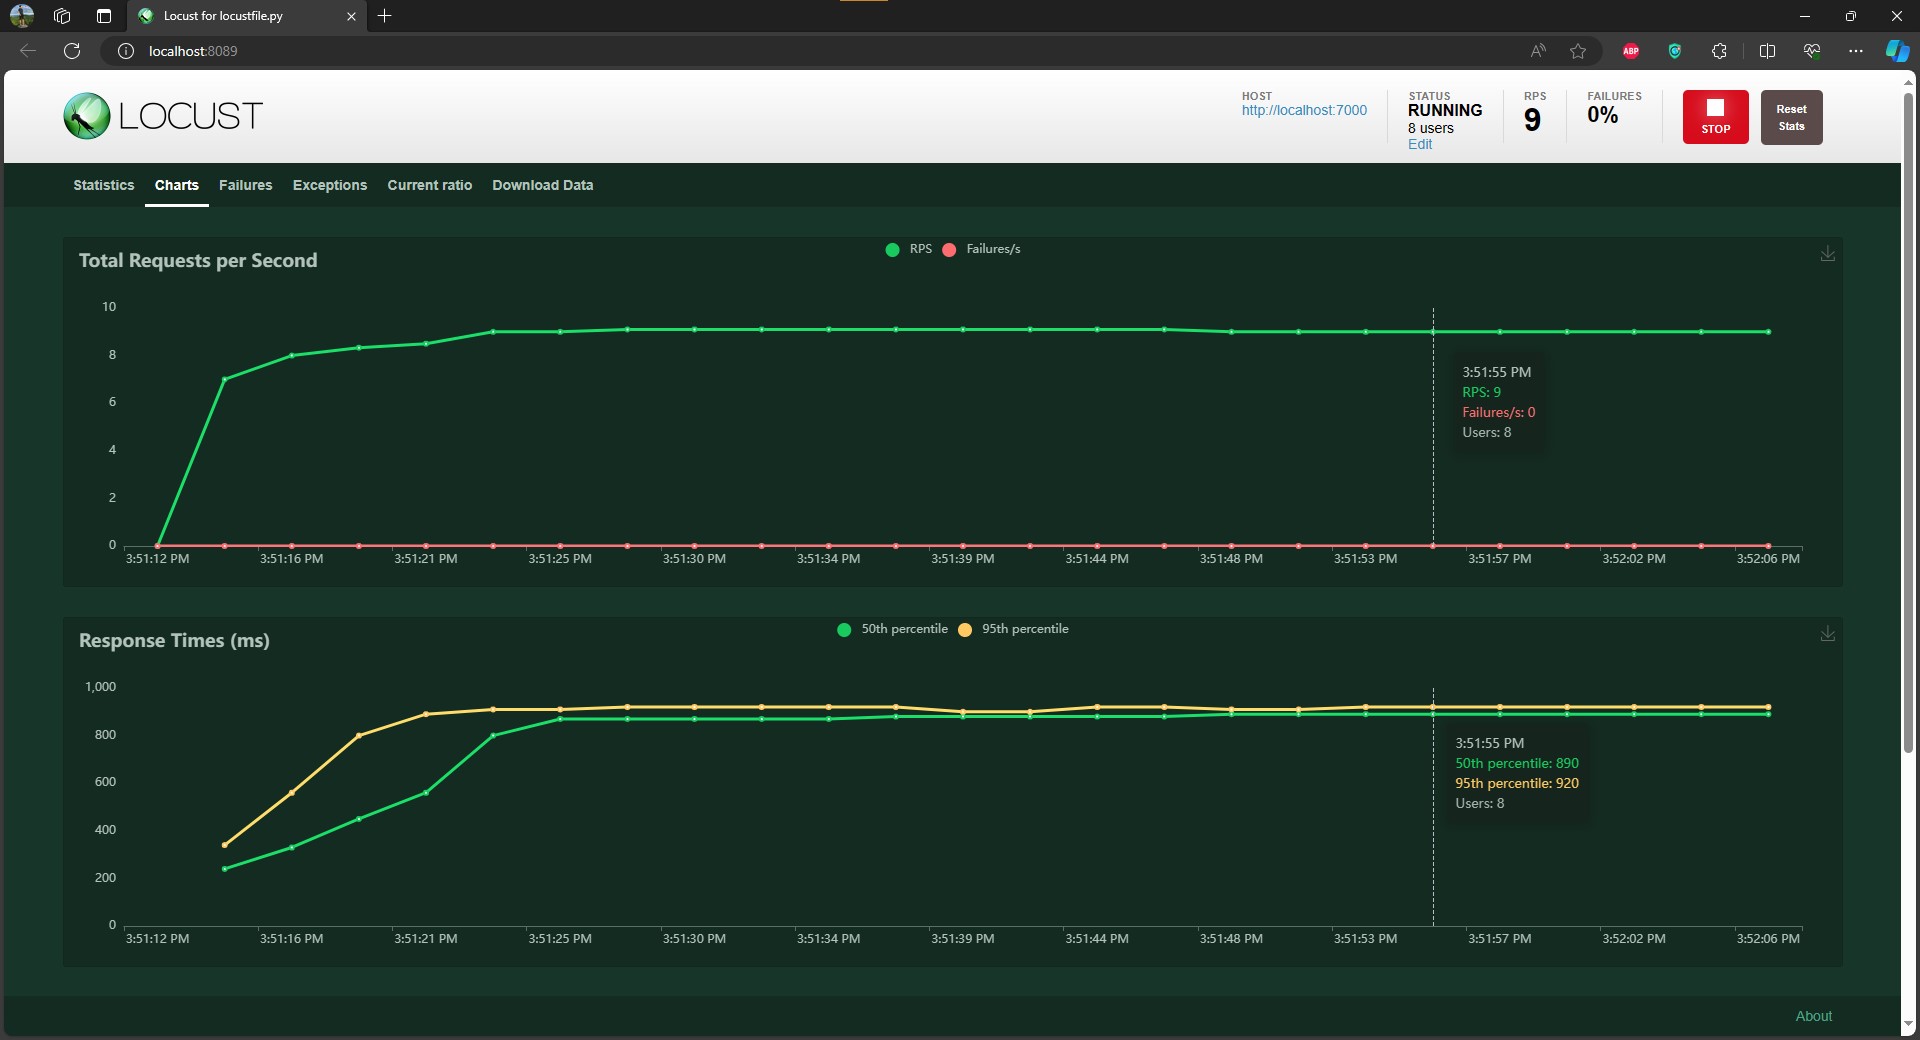 Locust for locustfile.py
localhost:8089
ABP
LOCUST
HOST
http://localhost:7000
STATUS
RUNNING
8 users
Edit
RPS
9
FAILURES
0%
STOP
Reset
Stats
Statistics Charts Failures Exceptions Current ratio Download Data
Total Requests per Second
RPS Failures/s
10
8
6
4
2
0
3:51:55 PM
RPS: 9
Failures/s: 0
Users: 8
3:51:12 PM 3:51:16 PM 3:51:21 PM 3:51:25 PM 3:51:30 PM 3:51:34 PM 3:51:39 PM 3:51:44 PM 3:51:48 PM 3:51:53 PM 3:51:57 PM 3:52:02 PM 3:52:06 PM
Response Times (ms)
50th percentile 95th percentile
1,000
800
600
400
200
0
3:51:55 PM
50th percentile: 890
95th percentile: 920
Users: 8
3:51:12 PM 3:51:16 PM 3:51:21 PM 3:51:25 PM 3:51:30 PM 3:51:34 PM 3:51:39 PM 3:51:44 PM 3:51:48 PM 3:51:53 PM 3:51:57 PM 3:52:02 PM 3:52:06 PM
About